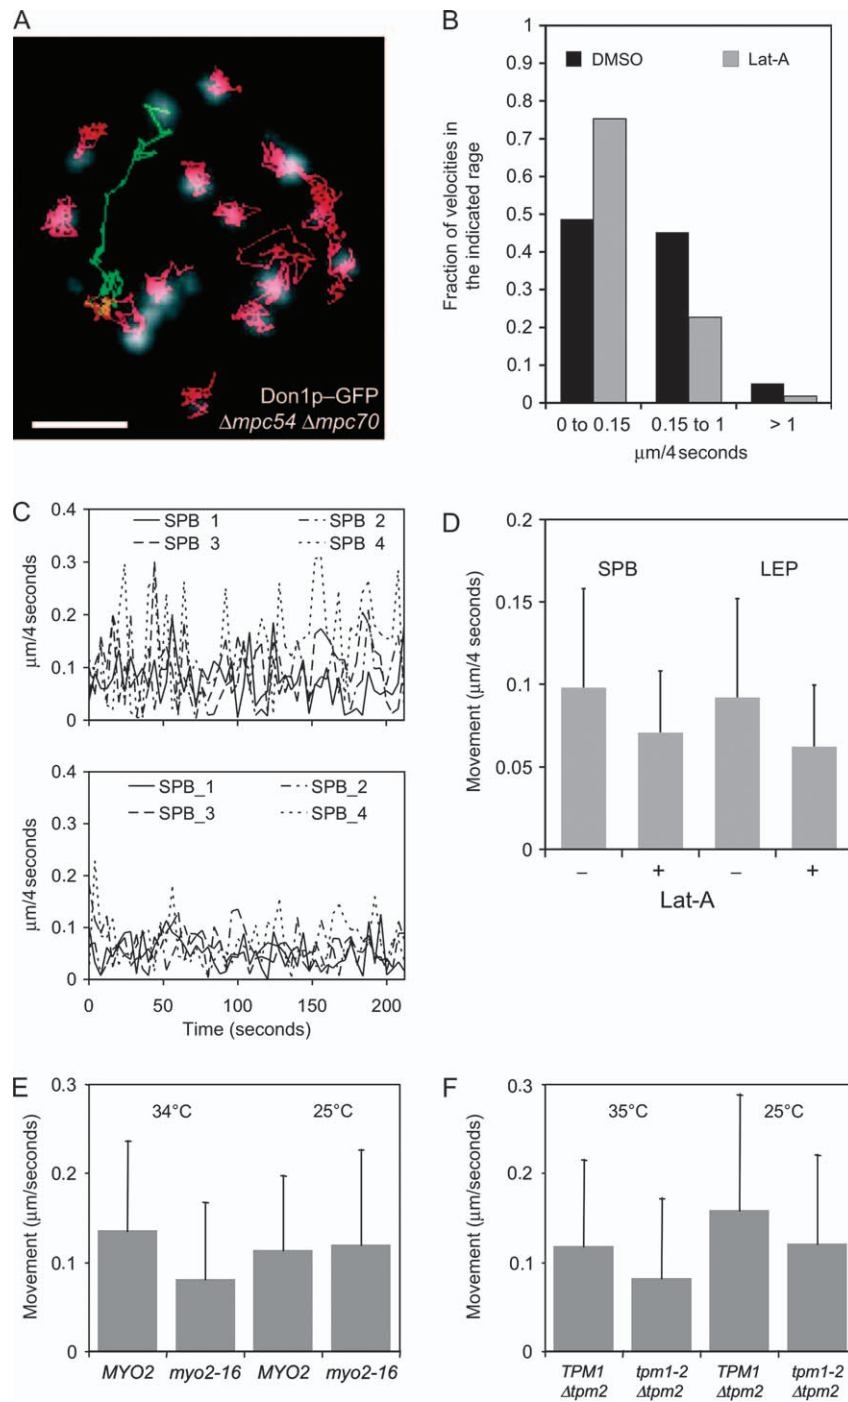 A
Don1p–GFP
Δmpc54 Δmpc70
B
Fraction of velocities in
the indicated rage
1
0.9
0.8
0.7
0.6
0.5
0.4
0.3
0.2
0.1
0
DMSO
Lat-A
0 to 0.15
0.15 to 1
> 1
μm/4 seconds
C
μm/4 seconds
0.4
0.3
0.2
0.1
0
SPB 1
SPB 2
SPB 3
SPB 4
μm/4 seconds
0.4
0.3
0.2
0.1
0
SPB_1
SPB_2
SPB_3
SPB_4
0
50
100
150
200
Time (seconds)
D
Movement (μm/4 seconds)
0.2
0.15
0.1
0.05
0
SPB
LEP
– + – +
Lat-A
E
Movement (μm/seconds)
0.3
0.2
0.1
0
34°C
25°C
MYO2 myo2-16 MYO2 myo2-16
F
Movement (μm/seconds)
0.3
0.2
0.1
0
35°C
25°C
TPM1 tpm1-2 TPM1 tpm1-2
Δtpm2 Δtpm2 Δtpm2 Δtpm2